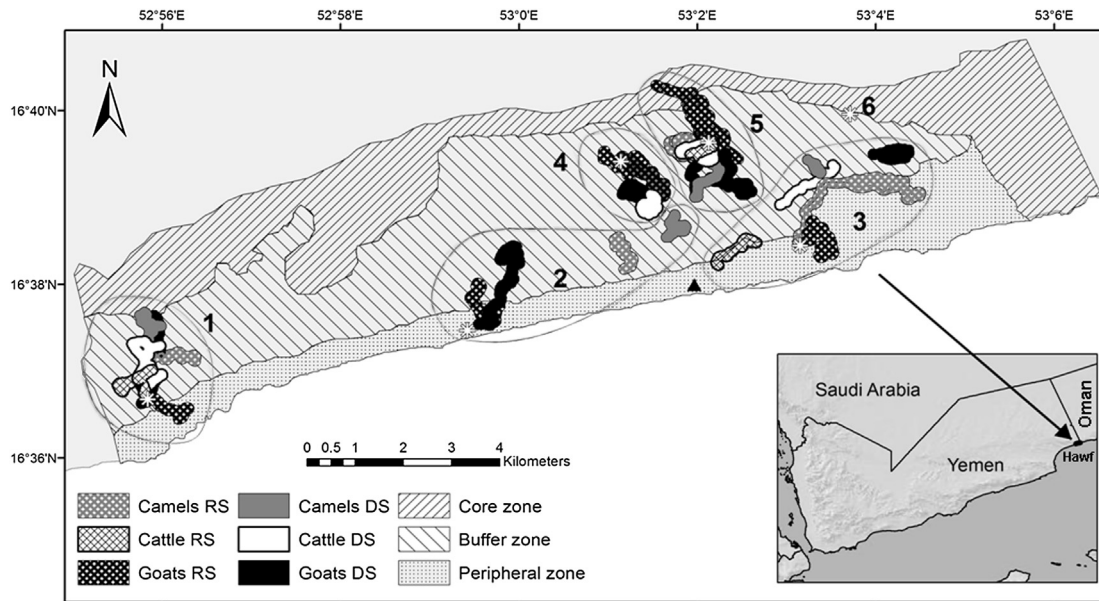 52°56'E 52°58'E 53°0'E 53°2'E 53°4'E 53°6'E
N
16°40'N
16°38'N
16°36'N
6
5
4
3
2
1
0 0.5 1 2 3 4
Kilometers
Camels RS Camels DS Core zone
Cattle RS Cattle DS Buffer zone
Goats RS Goats DS Peripheral zone
Saudi Arabia
Oman
Yemen
Hawf